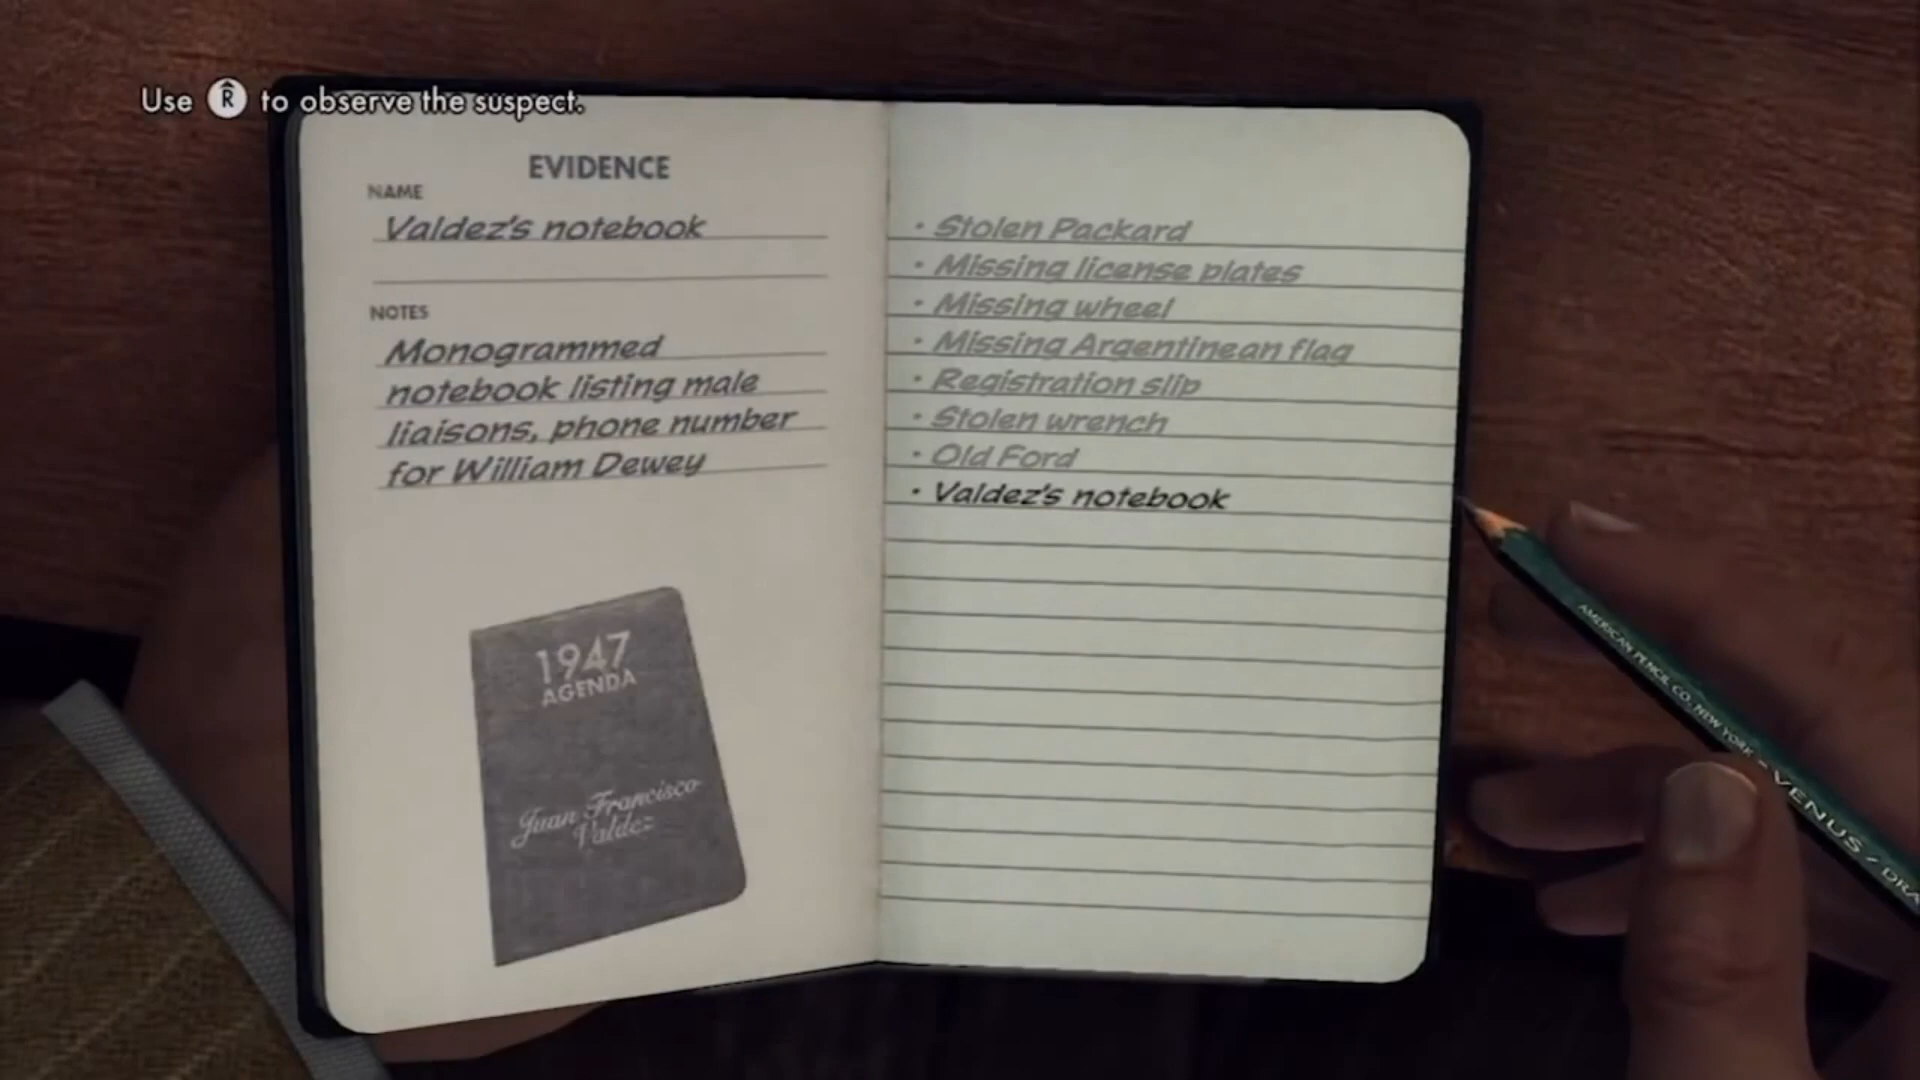 Use R to observe the suspect.
EVIDENCE
NAME
Valdez's notebook
NOTES
Monogrammed
notebook listing male
liaisons, phone number
for William Dewey
1947
AGENDA
Juan Francisco
Valdez
• Stolen Packard
• Missing license plates
• Missing wheel
• Missing Argentinean flag
• Registration slip
• Stolen wrench
• Old Ford
• Valdez's notebook
AMERICAN PENCIL CO. NEW YORK - VENUS / DRA